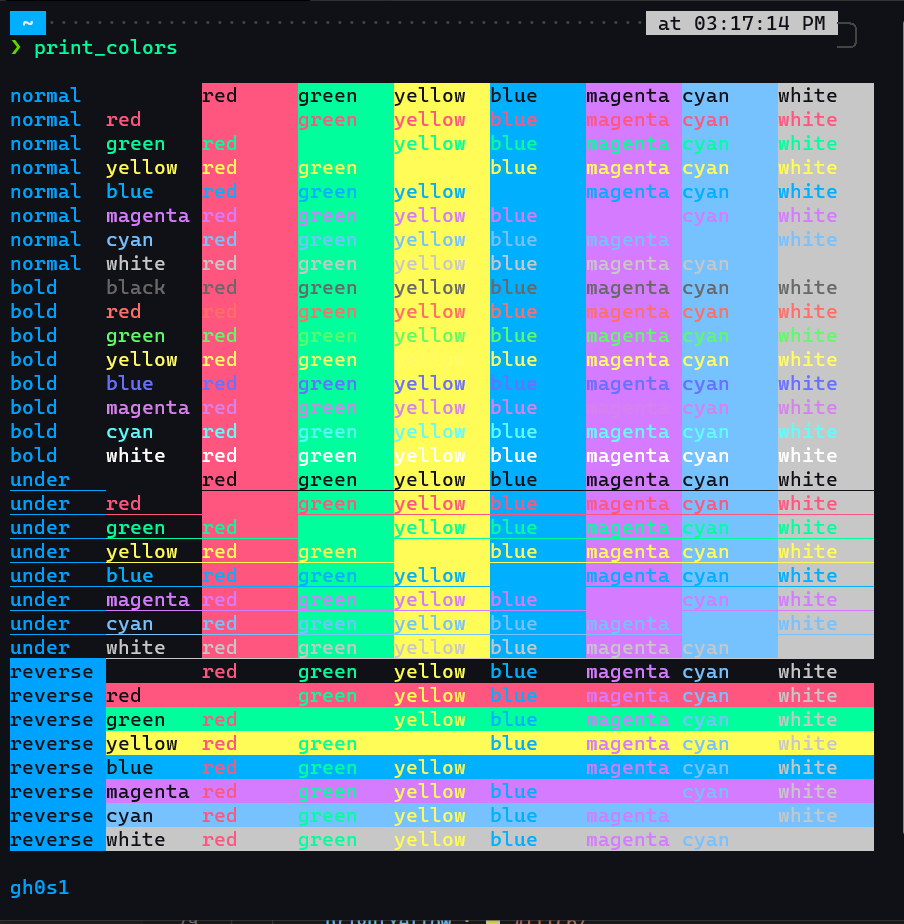 ~ at 03:17:14 PM
❯ print_colors
normal red green yellow blue magenta cyan white
normal red green yellow blue magenta cyan white
normal green red yellow blue magenta cyan white
normal yellow red green blue magenta cyan white
normal blue red green yellow magenta cyan white
normal magenta red green yellow blue cyan white
normal cyan red green yellow blue magenta white
normal white red green yellow blue magenta cyan
bold black red green yellow blue magenta cyan white
bold red red green yellow blue magenta cyan white
bold green red green yellow blue magenta cyan white
bold yellow red green blue magenta cyan white
bold blue red green yellow blue magenta cyan white
bold magenta red green yellow blue magenta cyan white
bold cyan red green yellow blue magenta cyan white
bold white red green yellow blue magenta cyan white
under red green yellow blue magenta cyan white
under red green yellow blue magenta cyan white
under green red yellow blue magenta cyan white
under yellow red green blue magenta cyan white
under blue red green yellow magenta cyan white
under magenta red green yellow blue cyan white
under cyan red green yellow blue magenta white
under white red green yellow blue magenta cyan
reverse red green yellow blue magenta cyan white
reverse red green yellow blue magenta cyan white
reverse green red yellow blue magenta cyan white
reverse yellow red green blue magenta cyan white
reverse blue red green yellow magenta cyan white
reverse magenta red green yellow blue cyan white
reverse cyan red green yellow blue magenta white
reverse white red green yellow blue magenta cyan
gh0s1